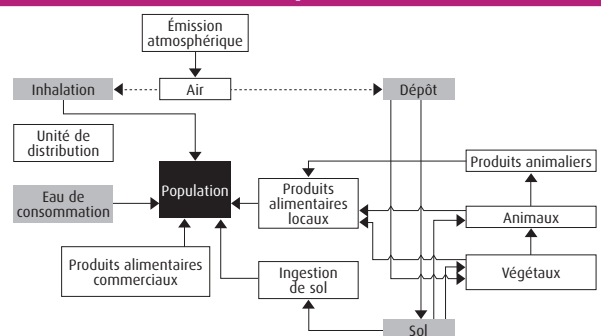 Émission
atmosphérique
Inhalation
Air
Dépôt
Unité de
distribution
Produits animaliers
Population
Produits
alimentaires
locaux
Eau de
consommation
Animaux
Produits alimentaires
commerciaux
Ingestion
de sol
Végétaux
Sol